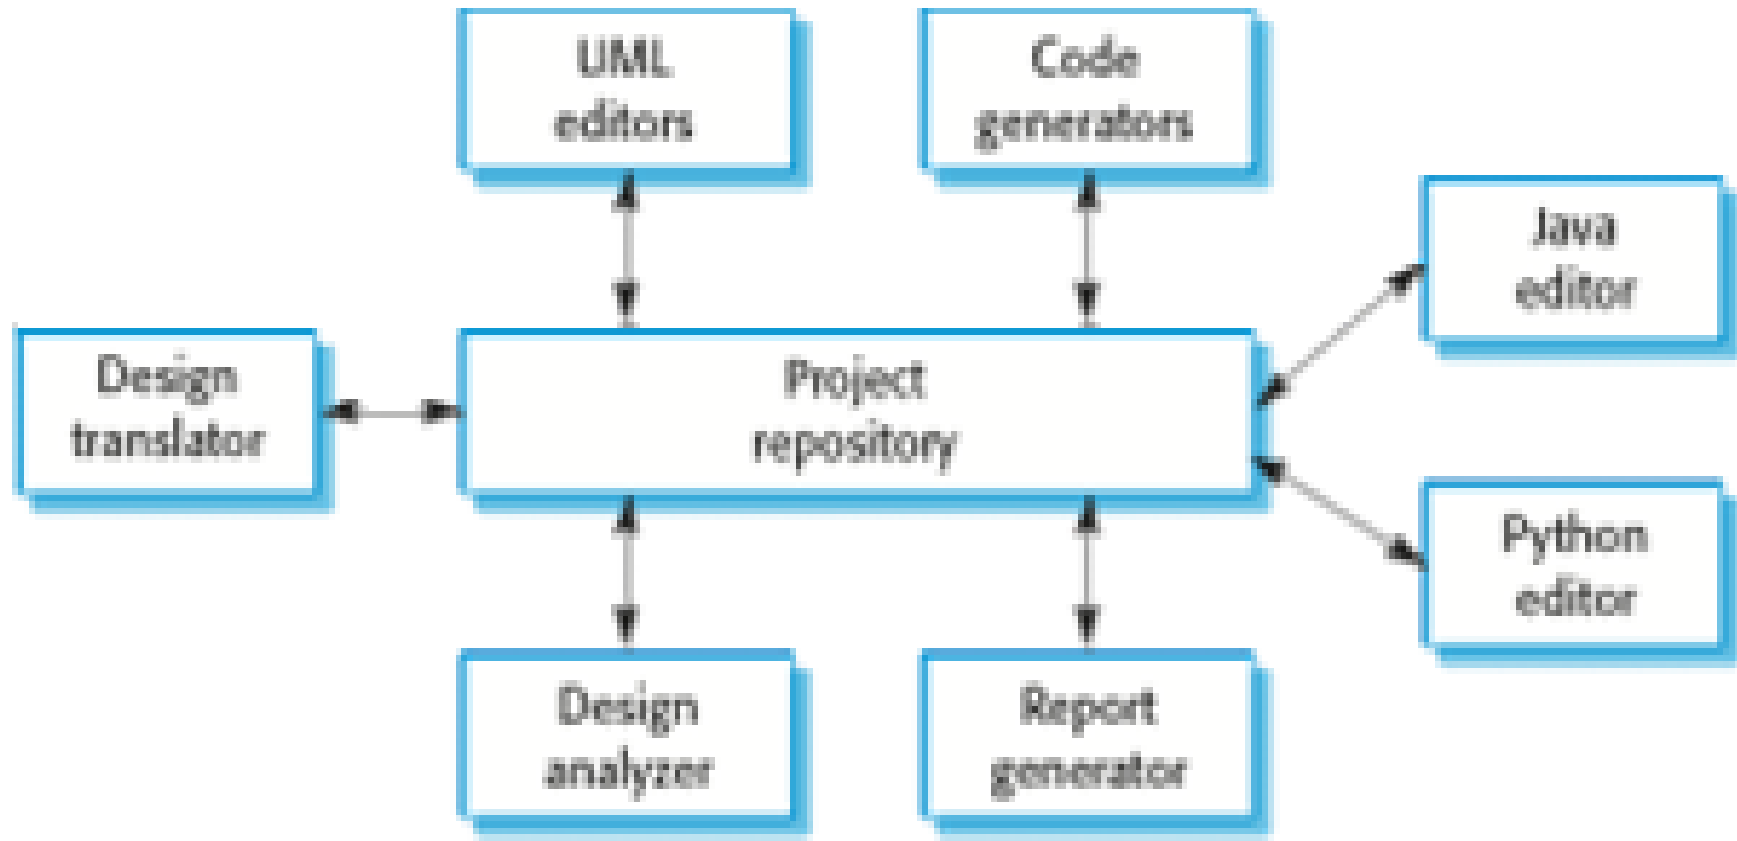 UML
editors
Code
generators
Java
editor
Design
translator
Project
repository
Python
editor
Design
analyzer
Report
generator